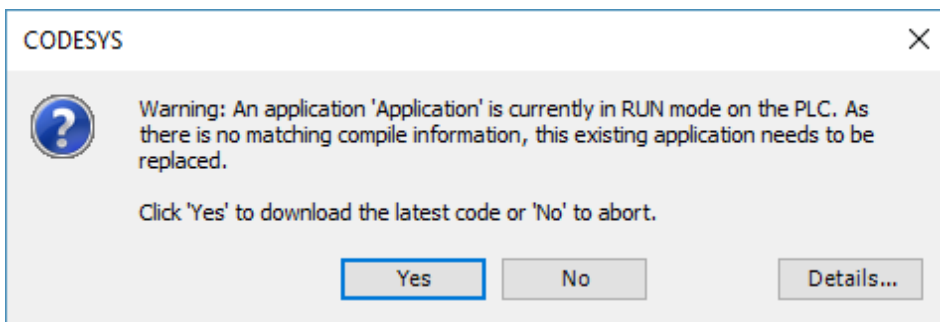 CODESYS
Warning: An application 'Application' is currently in RUN mode on the PLC. As
there is no matching compile information, this existing application needs to be
replaced.
Click 'Yes' to download the latest code or 'No' to abort.
Yes
No
Details...